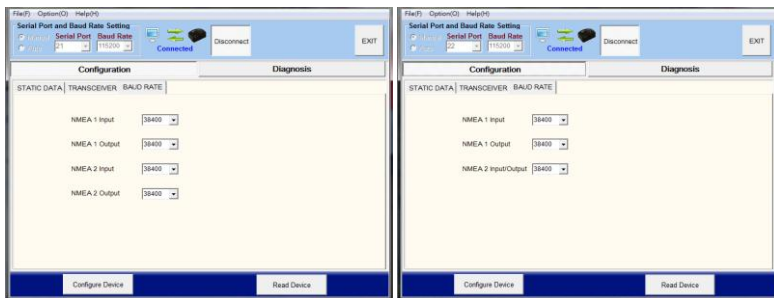 File(F) Option(O) Help(H)
Serial Port and Baud Rate Setting
Serial Port Baud Rate
21 115200
Connected
Disconnect
EXIT
Configuration Diagnosis
STATIC DATA TRANSCEIVER BAUD RATE
NMEA 1 Input 38400
NMEA 1 Output 38400
NMEA 2 Input 38400
NMEA 2 Output 38400
Configure Device Read Device
File(F) Option(O) Help(H)
Serial Port and Baud Rate Setting
Serial Port Baud Rate
22 115200
Connected
Disconnect
EXIT
Configuration Diagnosis
STATIC DATA TRANSCEIVER BAUD RATE
NMEA 1 Input 38400
NMEA 1 Output 38400
NMEA 2 Input/Output 38400
Configure Device Read Device